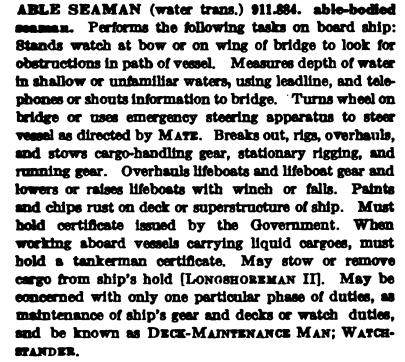 ABLE SEAMAN (water trans.) 911.884. able-bodied
seaman. Performs the following tasks on board ship:
Stands watch at bow or on wing of bridge to look for
obstructions in path of vessel. Measures depth of water
in shallow or unfamiliar waters, using leadline, and tele-
phones or shouts information to bridge. Turns wheel on
bridge or uses emergency steering apparatus to steer
vessel as directed by MATE. Breaks out, rigs, overhauls,
and stows cargo-handling gear, stationary rigging, and
running gear. Overhauls lifeboats and lifeboat gear and
lowers or raises lifeboats with winch or falls. Paints
and chips rust on deck or superstructure of ship. Must
hold certificate issued by the Government. When
working aboard vessels carrying liquid cargoes, must
hold a tankerman certificate. May stow or remove
cargo from ship's hold [LONGSHOREMAN II]. May be
concerned with only one particular phase of duties, as
maintenance of ship's gear and decks or watch duties,
and be known as DECK-MAINTENANCE MAN; WATCH-
STANDER.